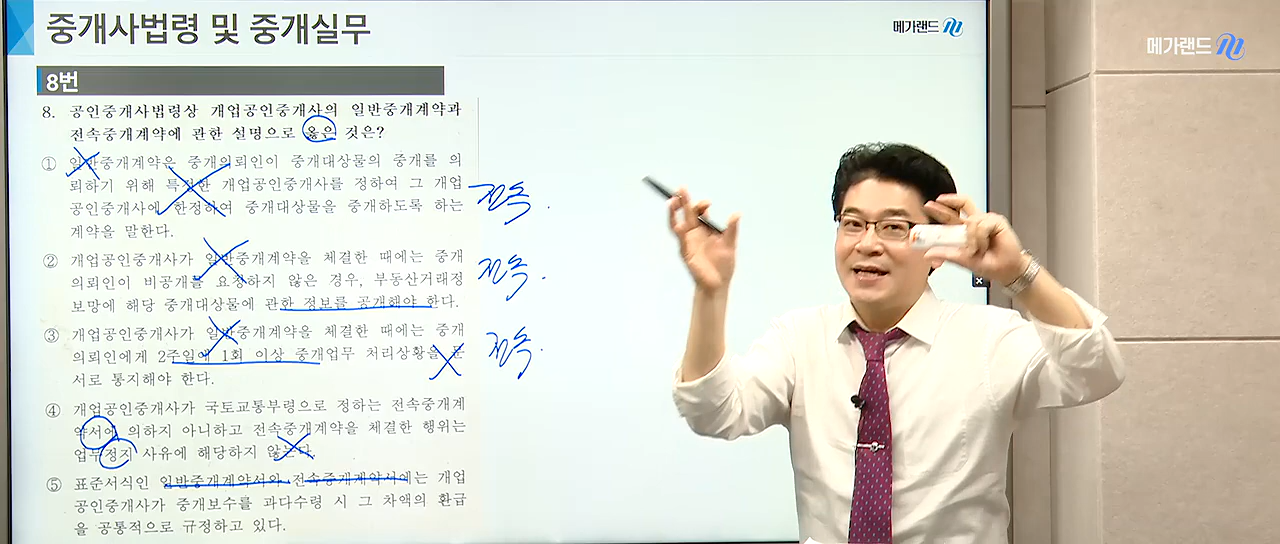 중개사법령 및 중개실무
메가랜드
메가랜드
8번
8. 공인중개사법령상 개업공인중개사의 일반중개계약과
전속중개계약에 관한 설명으로 옳은 것은?
① 일반중개계약은 중개의뢰인이 중개대상물의 중개를 의
뢰하기 위해 특정한 개업공인중개사를 정하여 그 개업
공인중개사에 한정하여 중개대상물을 중개하도록 하는
계약을 말한다.
전속.
② 개업공인중개사가 일반중개계약을 체결한 때에는 중개
의뢰인이 비공개를 요청하지 않은 경우, 부동산거래정
보망에 해당 중개대상물에 관한 정보를 공개해야 한다.
전속.
③ 개업공인중개사가 일반중개계약을 체결한 때에는 중개
의뢰인에게 2주일에 1회 이상 중개업무 처리상황을 문
서로 통지해야 한다.
전속.
④ 개업공인중개사가 국토교통부령으로 정하는 전속중개계
약서에 의하지 아니하고 전속중개계약을 체결한 행위는
업무정지 사유에 해당하지 않는다.
⑤ 표준서식인 일반중개계약서와 전속중개계약서에는 개업
공인중개사가 중개보수를 과다수령 시 그 차액의 환급
을 공통적으로 규정하고 있다.